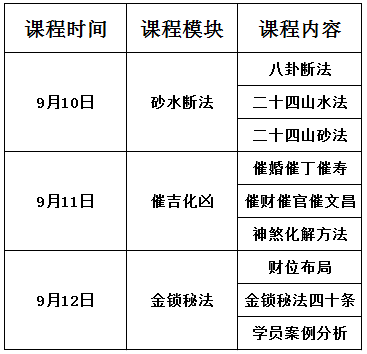 课程时间 课程模块 课程内容
八卦断法
9月10日 砂水断法 二十四山水法
二十四山砂法
催婚催丁催寿
9月11日 催吉化凶 催财催官催文昌
神煞化解方法
财位布局
9月12日 金锁秘法 金锁秘法四十条
学员案例分析